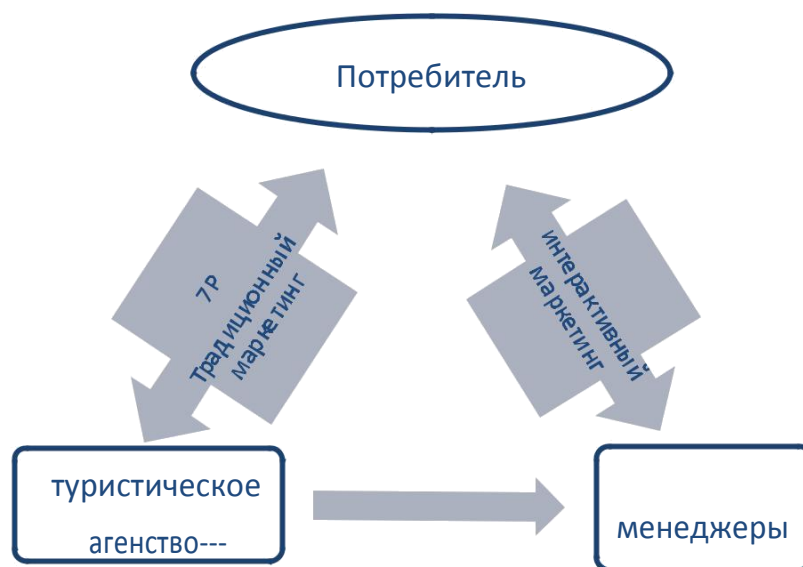 Потребитель
7P
Традиционный
маркетинг
интерактивный
маркетинг
туристическое
агенство---
менеджеры